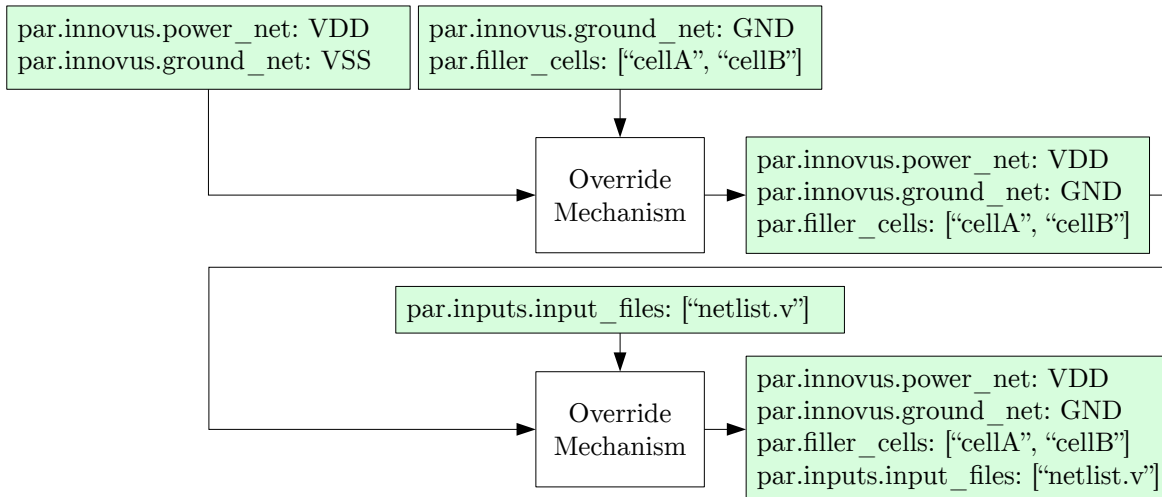 par.innovus.power_net: VDD
par.innovus.ground_net: VSS
par.innovus.ground_net: GND
par.filler_cells: [“cellA”, “cellB”]
Override
Mechanism
par.innovus.power_net: VDD
par.innovus.ground_net: GND
par.filler_cells: [“cellA”, “cellB”]
par.inputs.input_files: [“netlist.v”]
Override
Mechanism
par.innovus.power_net: VDD
par.innovus.ground_net: GND
par.filler_cells: [“cellA”, “cellB”]
par.inputs.input_files: [“netlist.v”]